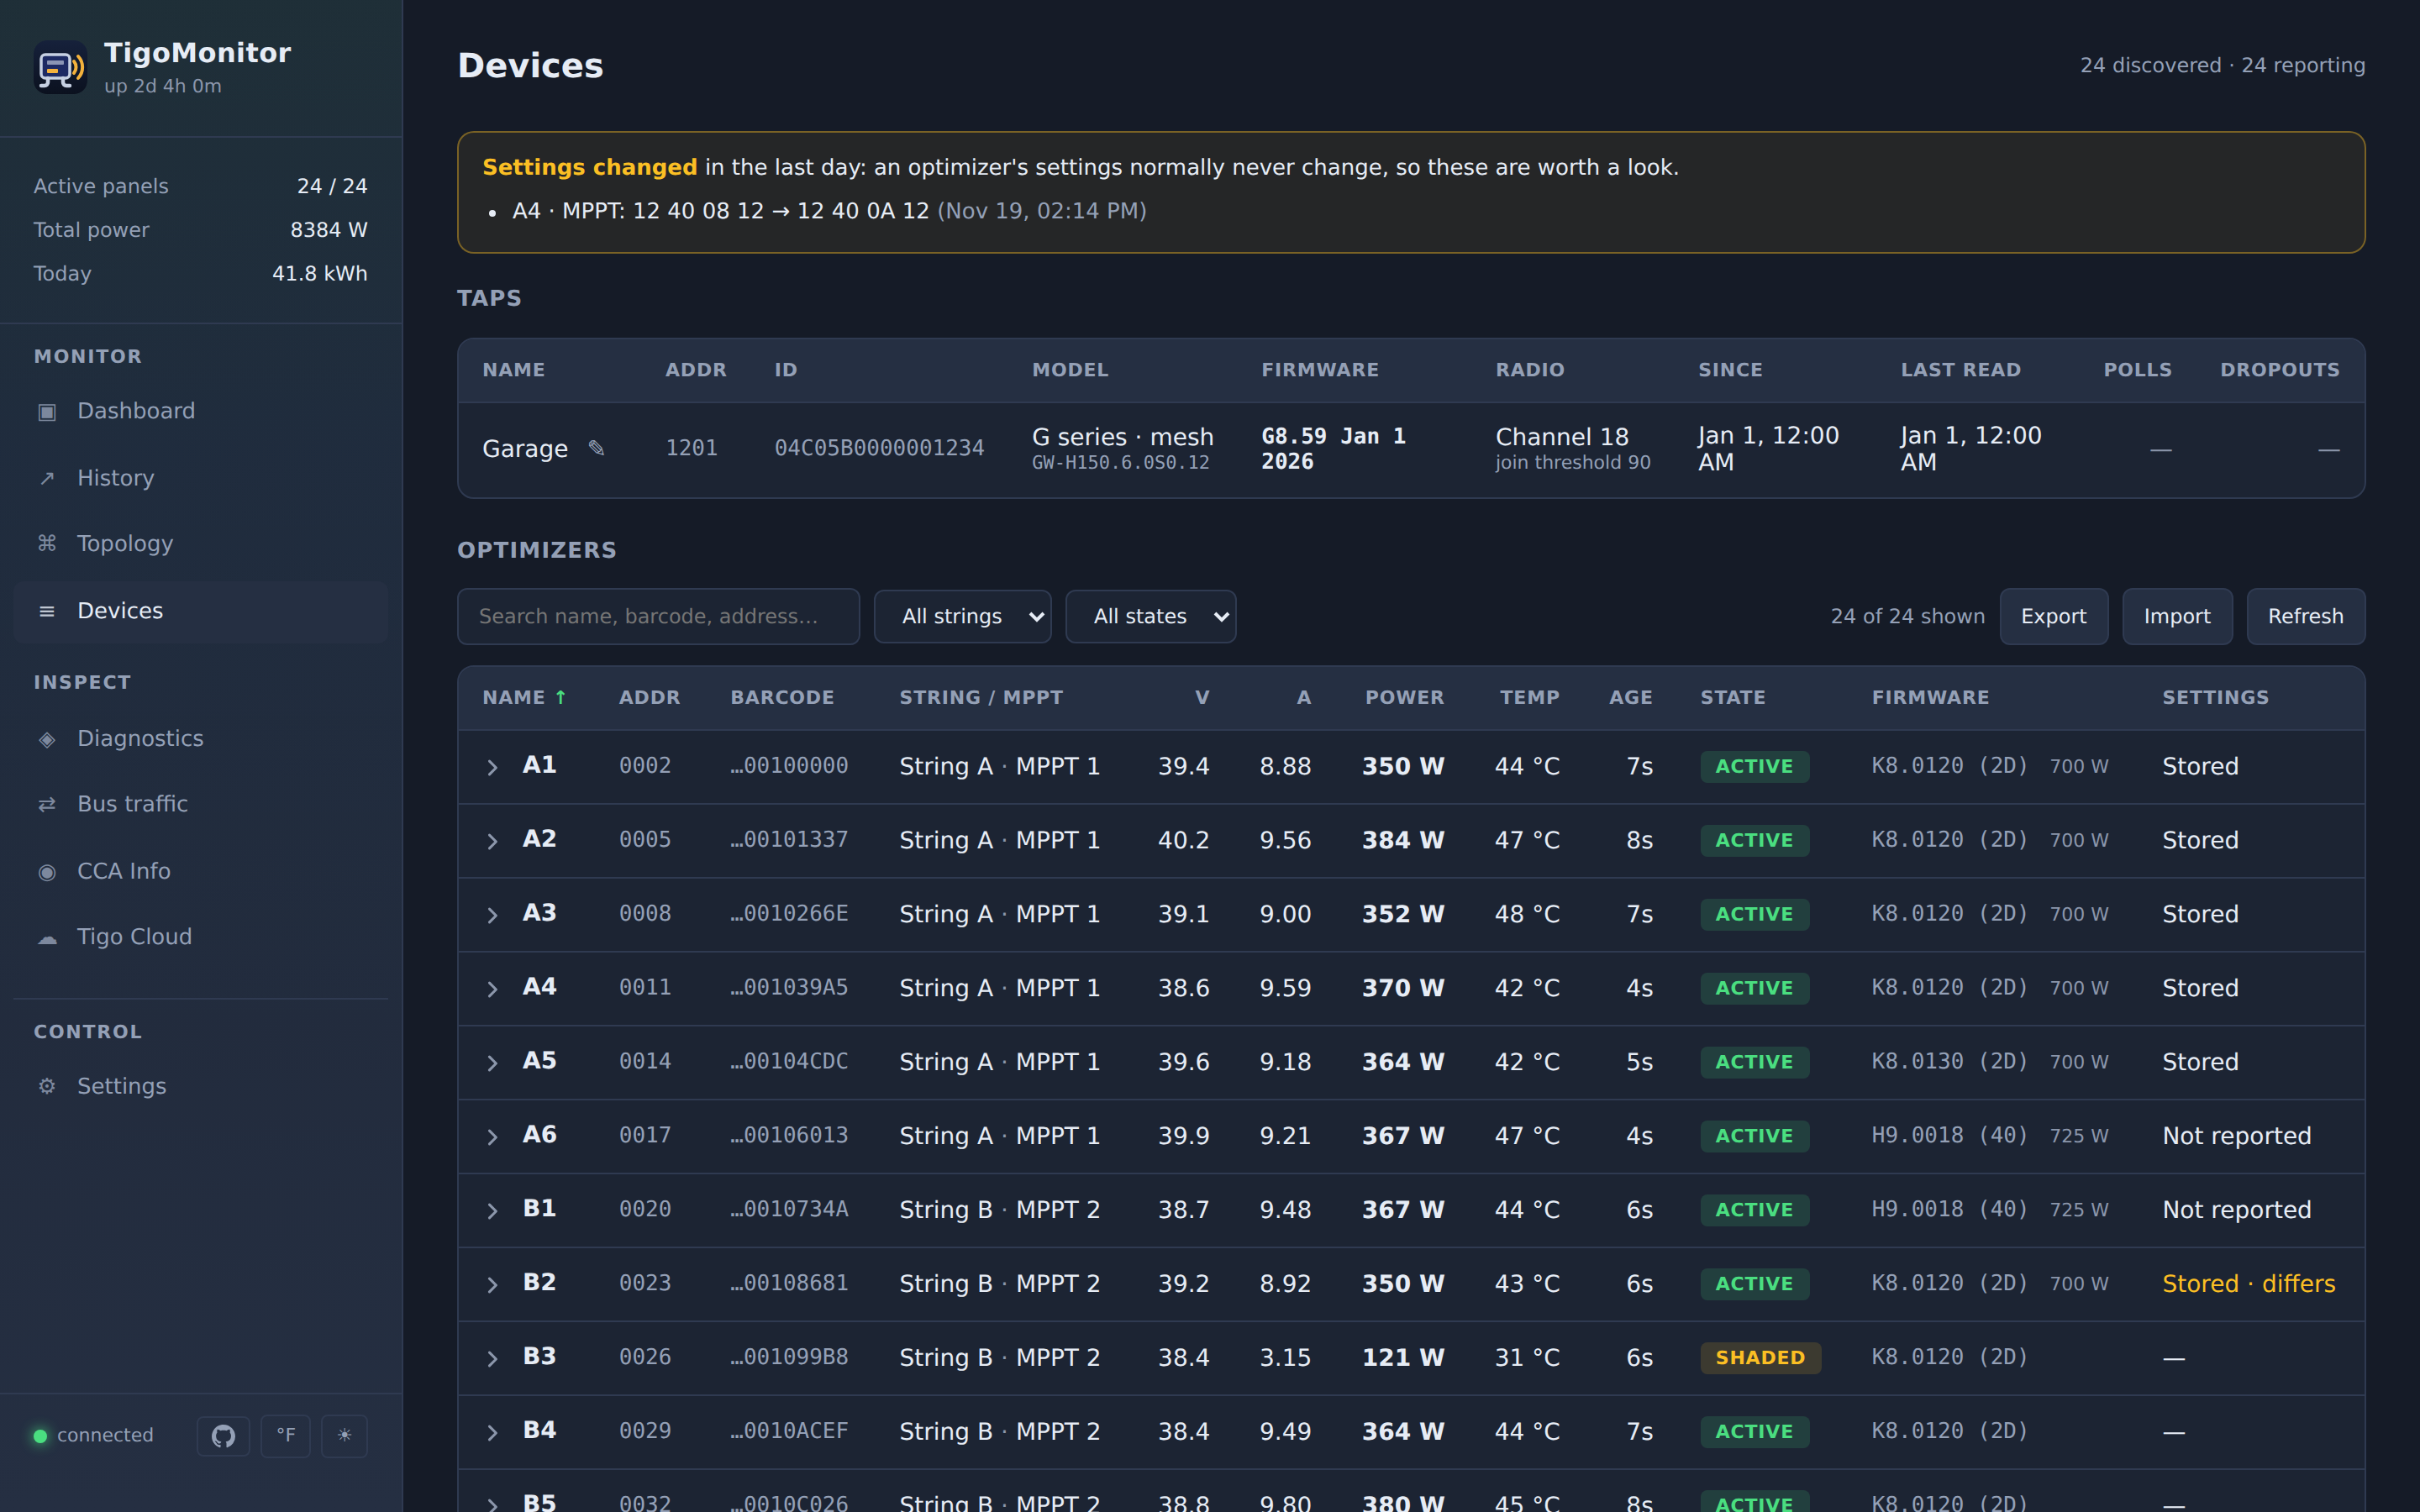 TigoMonitor
up 2d 4h 0m
Active panels 24 / 24
Total power 8384 W
Today 41.8 kWh
MONITOR
Dashboard
History
Topology
Devices
INSPECT
Diagnostics
Bus traffic
CCA Info
Tigo Cloud
CONTROL
Settings
connected °F
Devices
24 discovered · 24 reporting
Settings changed in the last day: an optimizer's settings normally never change, so these are worth a look.
• A4 · MPPT: 12 40 08 12 → 12 40 0A 12 (Nov 19, 02:14 PM)
TAPS
NAME ADDR ID MODEL FIRMWARE RADIO SINCE LAST READ POLLS DROPOUTS
Garage ✎ 1201 04C05B0000001234 G series · mesh G8.59 Jan 1 Channel 18 Jan 1, 12:00 Jan 1, 12:00 — —
GW-H150.6.0S0.12 2026 join threshold 90 AM AM
OPTIMIZERS
Search name, barcode, address… All strings All states 24 of 24 shown Export Import Refresh
NAME ↑ ADDR BARCODE STRING / MPPT V A POWER TEMP AGE STATE FIRMWARE SETTINGS
A1 0002 …00100000 String A · MPPT 1 39.4 8.88 350 W 44 °C 7s ACTIVE K8.0120 (2D) 700 W Stored
A2 0005 …00101337 String A · MPPT 1 40.2 9.56 384 W 47 °C 8s ACTIVE K8.0120 (2D) 700 W Stored
A3 0008 …0010266E String A · MPPT 1 39.1 9.00 352 W 48 °C 7s ACTIVE K8.0120 (2D) 700 W Stored
A4 0011 …001039A5 String A · MPPT 1 38.6 9.59 370 W 42 °C 4s ACTIVE K8.0120 (2D) 700 W Stored
A5 0014 …00104CDC String A · MPPT 1 39.6 9.18 364 W 42 °C 5s ACTIVE K8.0130 (2D) 700 W Stored
A6 0017 …00106013 String A · MPPT 1 39.9 9.21 367 W 47 °C 4s ACTIVE H9.0018 (40) 725 W Not reported
B1 0020 …0010734A String B · MPPT 2 38.7 9.48 367 W 44 °C 6s ACTIVE H9.0018 (40) 725 W Not reported
B2 0023 …00108681 String B · MPPT 2 39.2 8.92 350 W 43 °C 6s ACTIVE K8.0120 (2D) 700 W Stored · differs
B3 0026 …001099B8 String B · MPPT 2 38.4 3.15 121 W 31 °C 6s SHADED K8.0120 (2D) —
B4 0029 …0010ACEF String B · MPPT 2 38.4 9.49 364 W 44 °C 7s ACTIVE K8.0120 (2D) —
B5 0032 …0010C026 String B · MPPT 2 38.8 9.80 380 W 45 °C 8s ACTIVE K8.0120 (2D) —